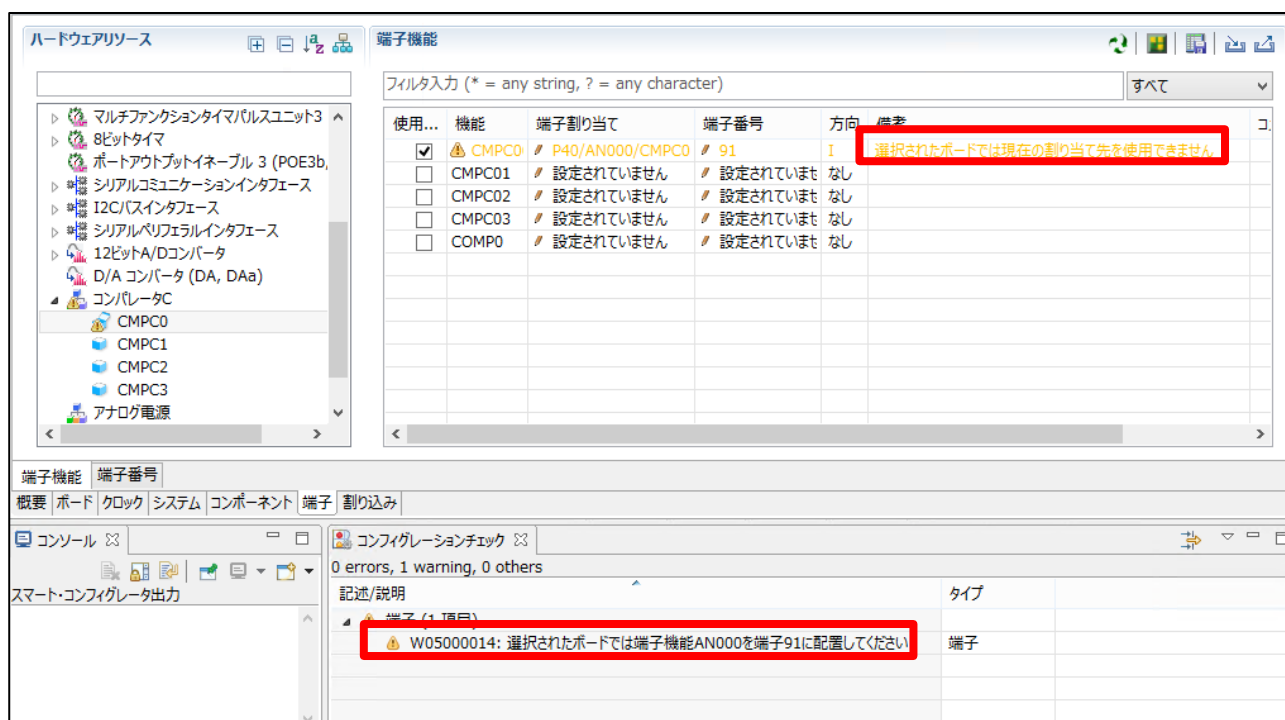 ハードウェアリソース
端子機能
フィルタ入力 (* = any string, ? = any character)
すべて
マルチファンクションタイマパルスユニット3
8ビットタイマ
ポートアウトプットイネーブル 3 (POE3b,
シリアルコミュニケーションインタフェース
I2Cバスインタフェース
シリアルペリフェラルインタフェース
12ビットA/Dコンバータ
D/A コンバータ (DA, DAa)
コンパレータC
CMPC0
CMPC1
CMPC2
CMPC3
アナログ電源
使用... 機能 端子割り当て 端子番号 方向 備考 コ
CMPC0 P40/AN000/CMPC0 91 I 選択されたボードでは現在の割り当て先を使用できません
CMPC01 設定されていません 設定されていませ なし
CMPC02 設定されていません 設定されていませ なし
CMPC03 設定されていません 設定されていませ なし
COMP0 設定されていません 設定されていませ なし
端子機能 端子番号
概要 ボード クロック システム コンポーネント 端子 割り込み
コンソール
スマート・コンフィグレータ出力
コンフィグレーションチェック
0 errors, 1 warning, 0 others
記述/説明 タイプ
端子 (1 項目)
W05000014: 選択されたボードでは端子機能AN000を端子91に配置してください 端子